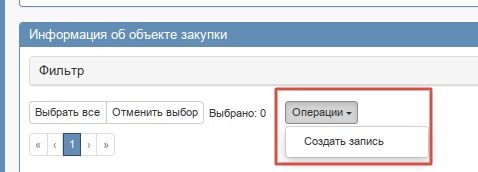 Информация об объекте закупки
Фильтр
Выбрать все Отменить выбор Выбрано: 0 Операции
Создать запись
« ‹ 1 › »